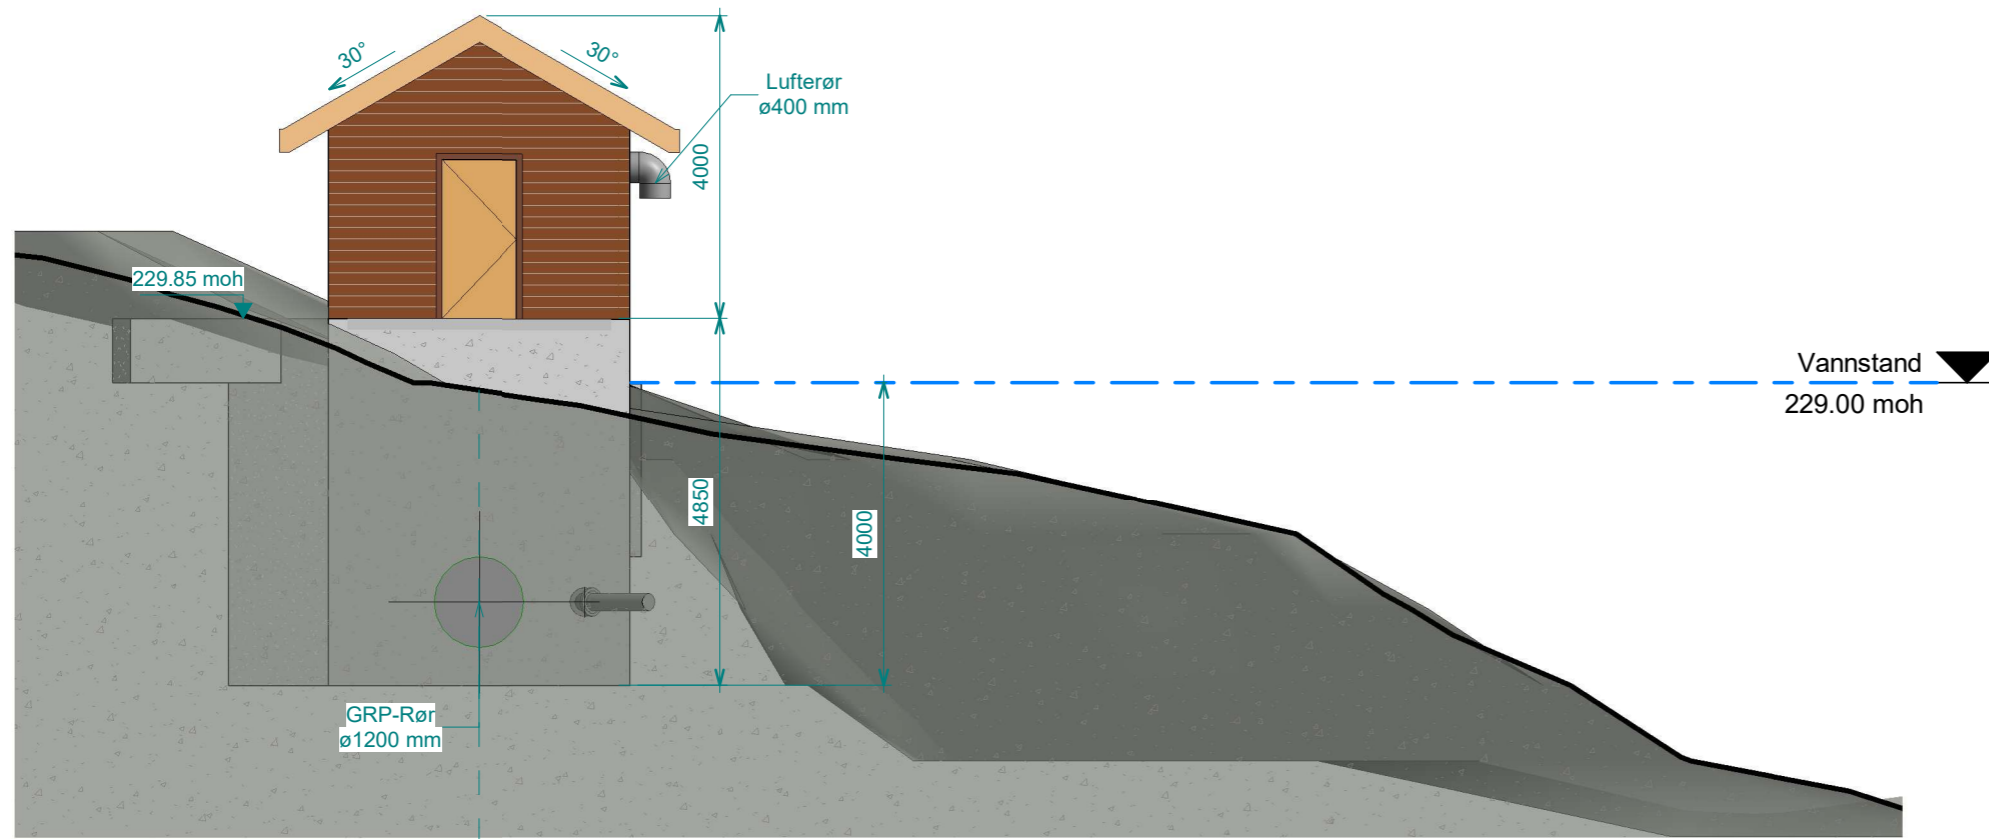 30°
30°
Lufterør
ø400 mm
4000
229.85 moh
Vannstand
229.00 moh
4850
4000
GRP-Rør
ø1200 mm